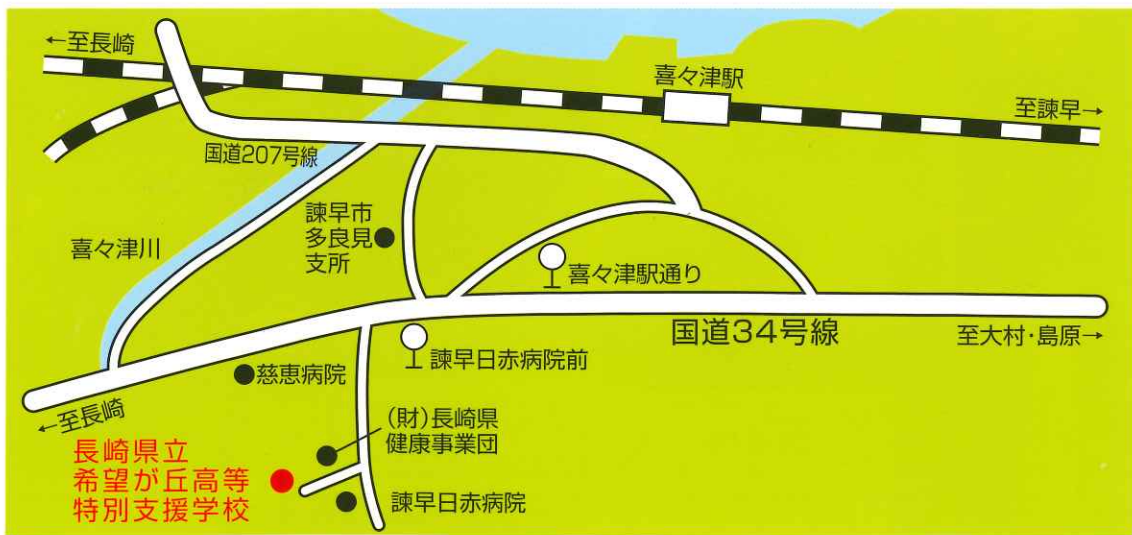 ←至長崎
喜々津駅
至諫早→
国道207号線
諫早市
多良見
支所
喜々津川
喜々津駅通り
国道34号線
至大村・島原→
諫早日赤病院前
慈恵病院
←至長崎
(財)長崎県
健康事業団
長崎県立
希望が丘高等
特別支援学校
諫早日赤病院